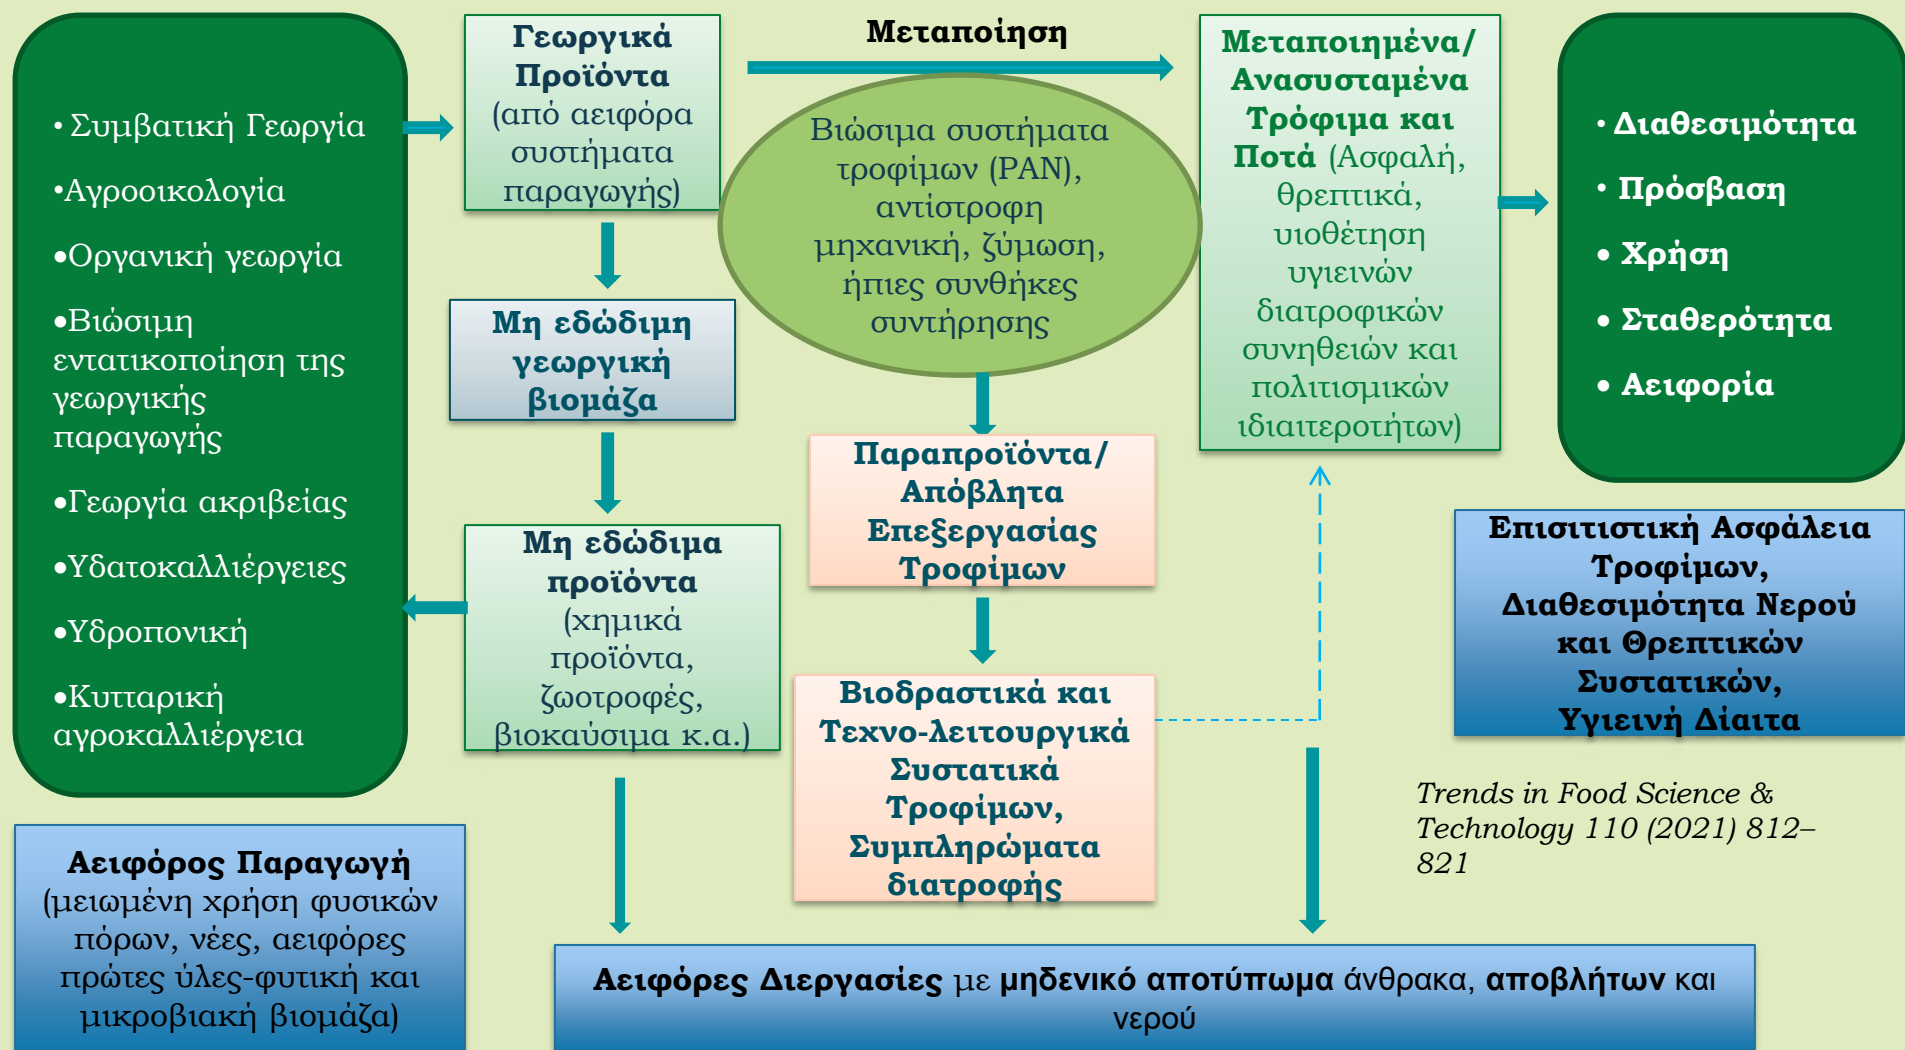 • Συμβατική Γεωργία
•Αγροοικολογία
•Οργανική γεωργία
•Βιώσιμη
εντατικοποίηση της
γεωργικής
παραγωγής
•Γεωργία ακριβείας
•Υδατοκαλλιέργειες
•Υδροπονική
•Κυτταρική
αγροκαλλιέργεια
Γεωργικά
Προϊόντα
(από αειφόρα
συστήματα
παραγωγής)
Μη εδώδιμη
γεωργική
βιομάζα
Μη εδώδιμα
προϊόντα
(χημικά
προϊόντα,
ζωοτροφές,
βιοκαύσιμα κ.α.)
Μεταποίηση
Βιώσιμα συστήματα
τροφίμων (PAN),
αντίστροφη
μηχανική, ζύμωση,
ήπιες συνθήκες
συντήρησης
Παραπροϊόντα/
Απόβλητα
Επεξεργασίας
Τροφίμων
Βιοδραστικά και
Τεχνο-λειτουργικά
Συστατικά
Τροφίμων,
Συμπληρώματα
διατροφής
Μεταποιημένα/
Ανασυσταμένα
Τρόφιμα και
Ποτά (Ασφαλή,
θρεπτικά,
υιοθέτηση
υγιεινών
διατροφικών
συνηθειών και
πολιτισμικών
ιδιαιτεροτήτων)
• Διαθεσιμότητα
• Πρόσβαση
• Χρήση
• Σταθερότητα
• Αειφορία
Επισιτιστική Ασφάλεια
Τροφίμων,
Διαθεσιμότητα Νερού
και Θρεπτικών
Συστατικών,
Υγιεινή Δίαιτα
Trends in Food Science &
Technology 110 (2021) 812–
821
Αειφόρος Παραγωγή
(μειωμένη χρήση φυσικών
πόρων, νέες, αειφόρες
πρώτες ύλες-φυτική και
μικροβιακή βιομάζα)
Αειφόρες Διεργασίες με μηδενικό αποτύπωμα άνθρακα, αποβλήτων και
νερού